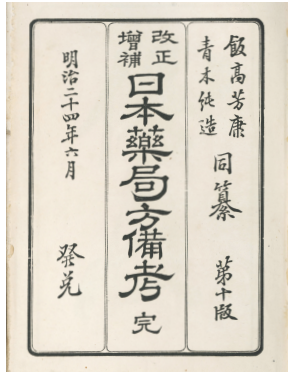 飯高芳康
青木純造
同纂
第十版
改正
增補
日本藥局方備考
完
明治二十四年六月
發兌